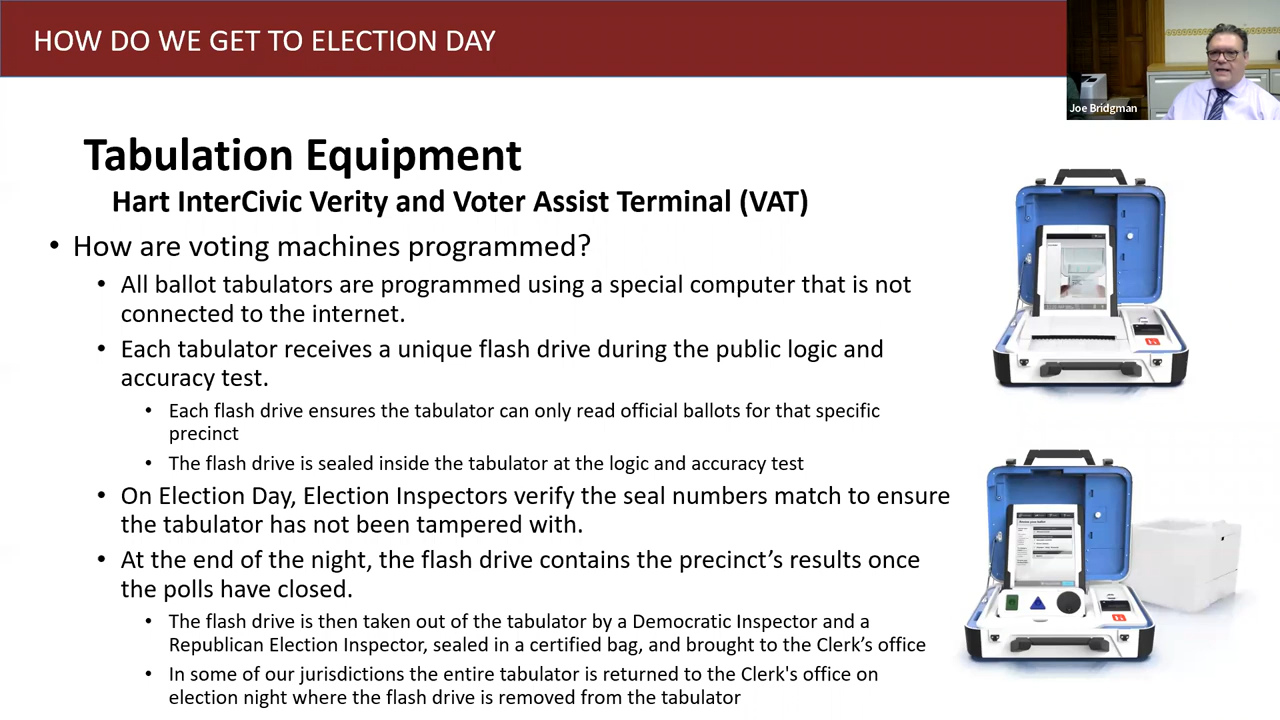 HOW DO WE GET TO ELECTION DAY
Joe Bridgman
Tabulation Equipment
Hart InterCivic Verity and Voter Assist Terminal (VAT)
• How are voting machines programmed?
• All ballot tabulators are programmed using a special computer that is not
connected to the internet.
• Each tabulator receives a unique flash drive during the public logic and
accuracy test.
• Each flash drive ensures the tabulator can only read official ballots for that specific
precinct
• The flash drive is sealed inside the tabulator at the logic and accuracy test
• On Election Day, Election Inspectors verify the seal numbers match to ensure
the tabulator has not been tampered with.
• At the end of the night, the flash drive contains the precinct’s results once
the polls have closed.
• The flash drive is then taken out of the tabulator by a Democratic Inspector and a
Republican Election Inspector, sealed in a certified bag, and brought to the Clerk’s office
• In some of our jurisdictions the entire tabulator is returned to the Clerk's office on
election night where the flash drive is removed from the tabulator